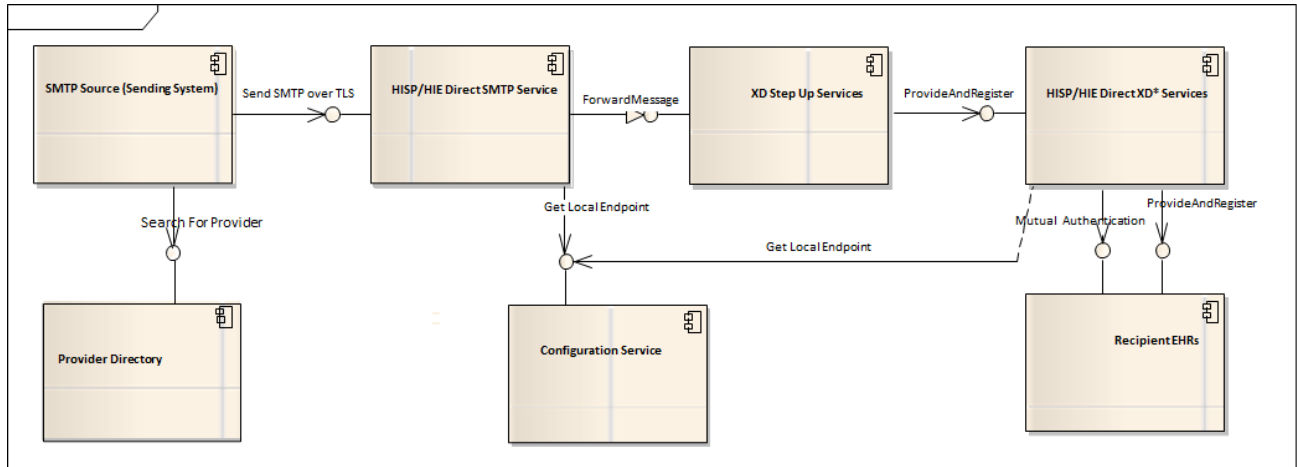 SMTP Source (Sending System)
Send SMTP over TLS
HISP/HIE Direct SMTP Service
ForwardMessage
XD Step Up Services
ProvideAndRegister
HISP/HIE Direct XD* Services
Search For Provider
Get Local Endpoint
Get Local Endpoint
Mutual Authentication
ProvideAndRegister
Provider Directory
Configuration Service
Recipient EHRs